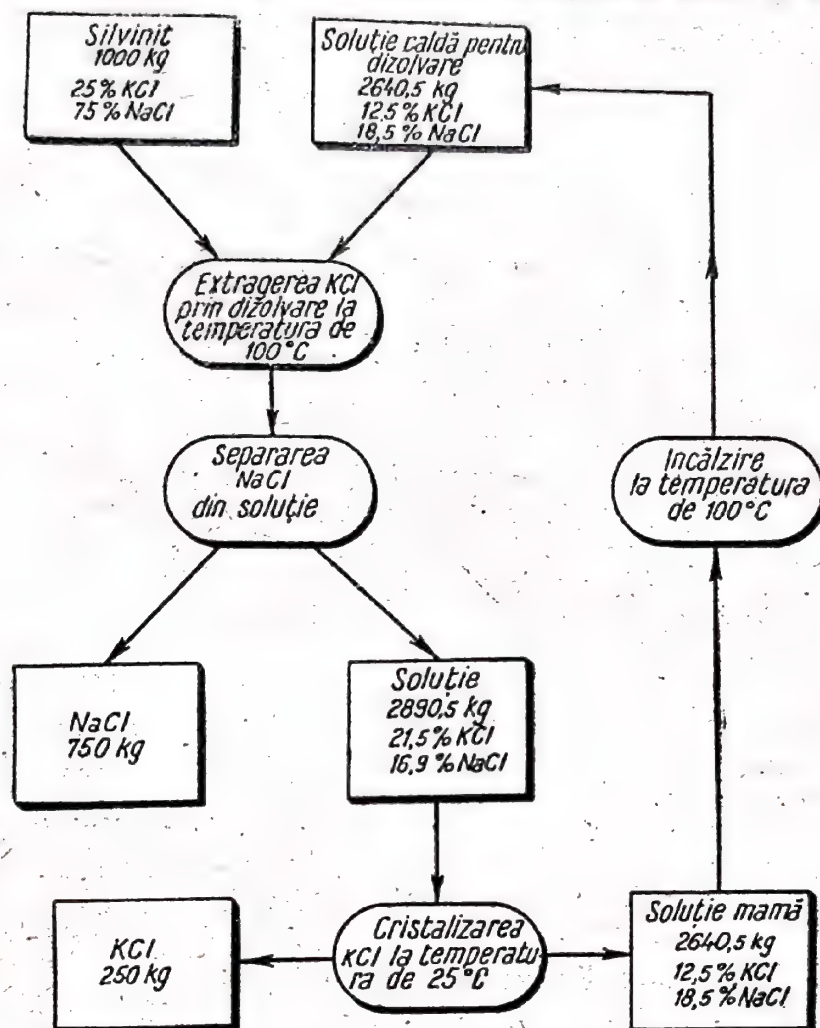 Silvinit
1000 kg
25% KCl
75% NaCl
Soluție caldă pentru
dizolvare
2640,5 kg
12,5% KCl
18,5% NaCl
Extragerea KCl
prin dizolvare la
temperatura de
100°C
Separarea
NaCl
din soluție
Incălzire
la temperatura
de 100°C
NaCl
750 kg
Soluție
2890,5 kg
21,5% KCl
16,9% NaCl
KCl
250 kg
Cristalizarea
KCl la temperatu-
ra de 25°C
Soluție mamă
2640,5 kg
12,5% KCl
18,5% NaCl